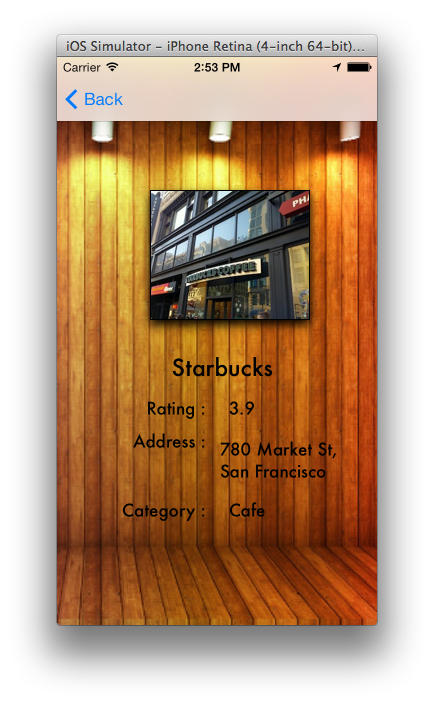 iOS Simulator – iPhone Retina (4-inch 64-bit)...
Carrier 2:53 PM
Back
PHA
STARBUCKS COFFEE
Starbucks
Rating : 3.9
Address : 780 Market St,
San Francisco
Category : Cafe